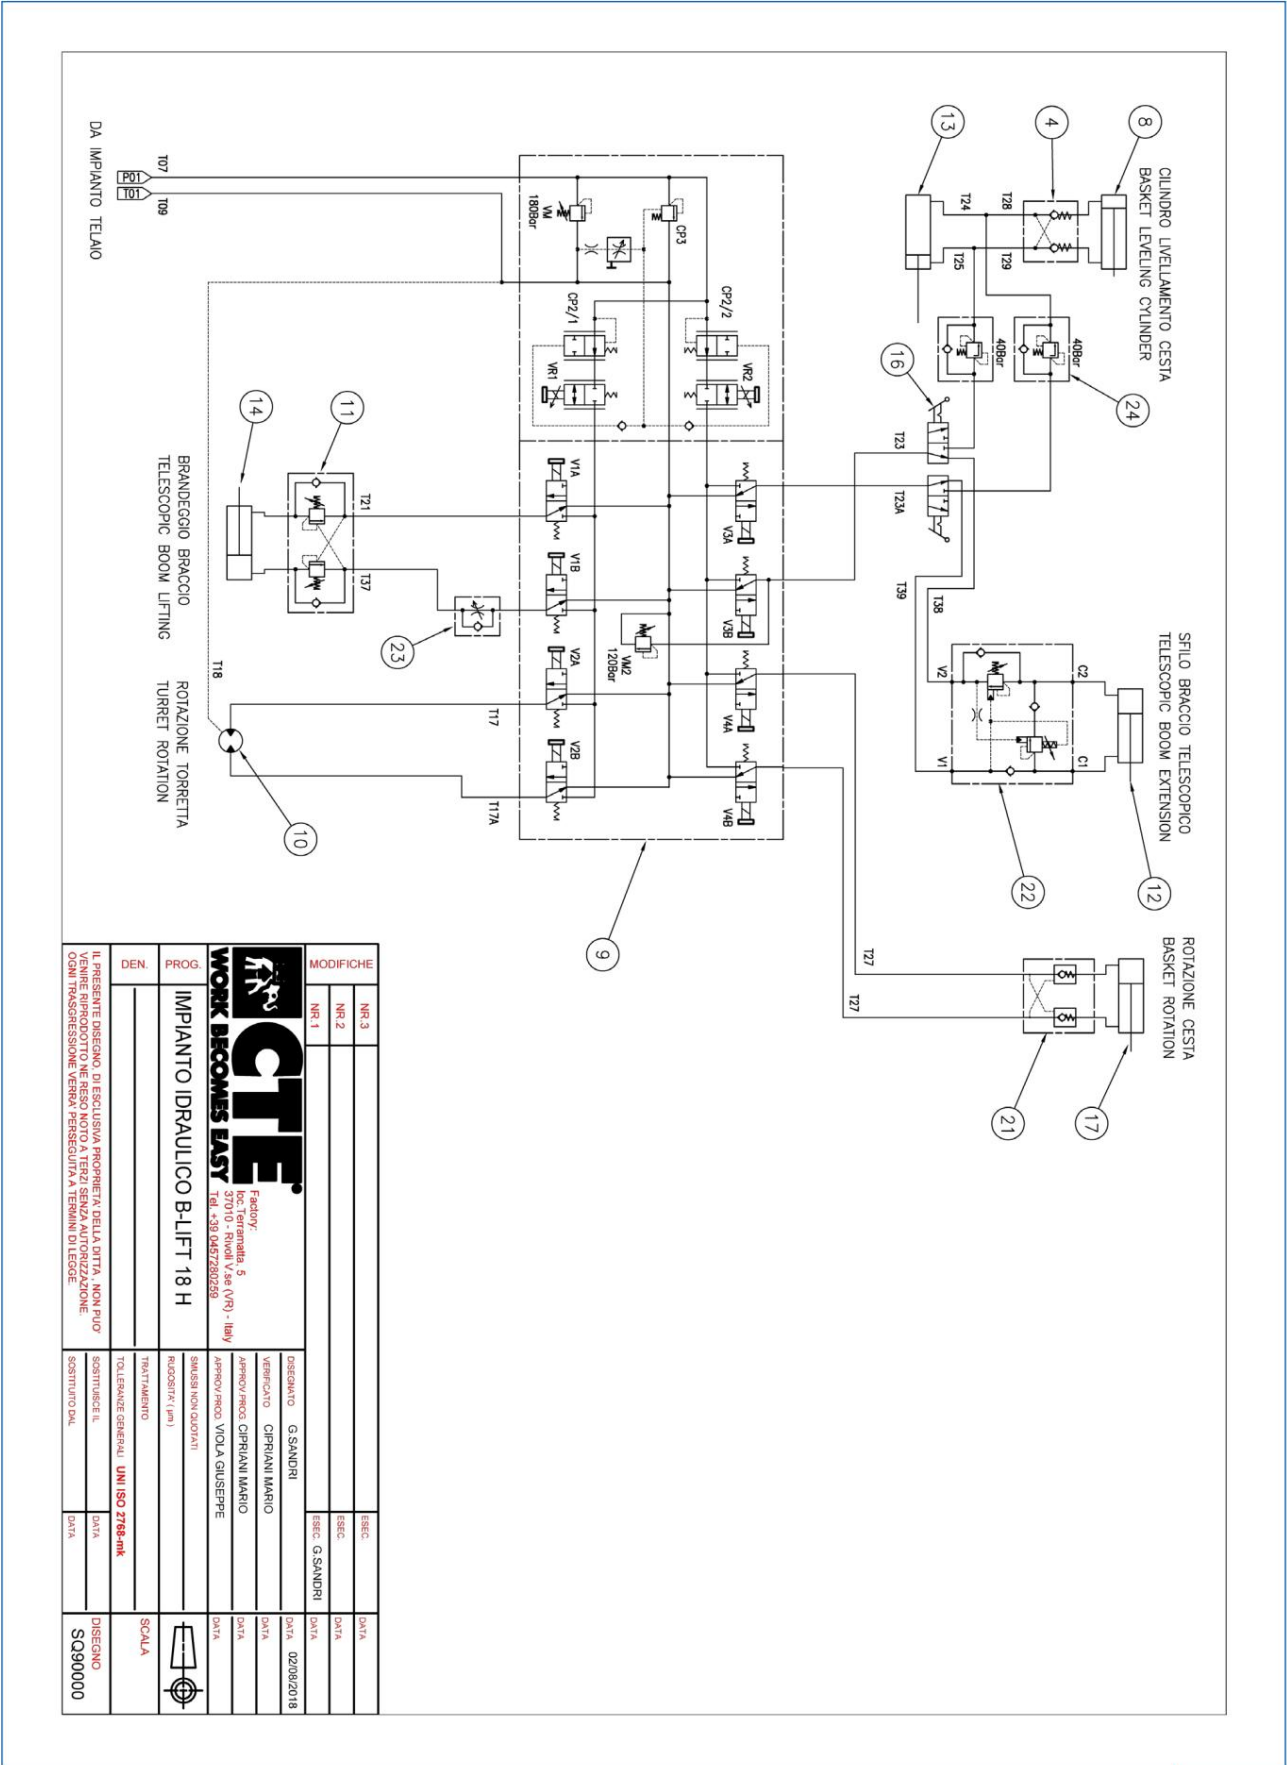 CILINDRO LIVELLAMENTO CESTA
BASKET LEVELING CYLINDER
SFILO BRACCIO TELESCOPICO
TELESCOPIC BOOM EXTENSION
ROTAZIONE CESTA
BASKET ROTATION
8
4
13
T28
T24
T29
T25
40Bar
40Bar
24
16
T23
T23A
T39
T38
12
C2
C1
V2
V1
22
17
21
T27
T27
CP3
VM
180Bar
CP2/2
CP2/1
VR2
VR1
V3A
V3B
V4A
V4B
VM2
120Bar
V1A
V1B
V2A
V2B
9
T07
P01
T01
T09
DA IMPIANTO TELAIO
11
14
T21
T37
23
T17
T17A
T18
10
BRANDEGGIO BRACCIO
TELESCOPIC BOOM LIFTING
ROTAZIONE TORRETTA
TURRET ROTATION
MODIFICHE
NR.3
ESEC.
DATA
NR.2
ESEC.
DATA
NR.1
ESEC. G.SANDRI
DATA
CTE
WORK BECOMES EASY
Factory:
loc.Terramatta, 5
37010 - Rivoli V.se (VR) - Italy
Tel. +39 0457280259
DISEGNATO G.SANDRI
DATA 02/08/2018
VERIFICATO CIPRIANI MARIO
DATA
APPROV.PROG. CIPRIANI MARIO
DATA
APPROV.PROD. VIOLA GIUSEPPE
DATA
PROG.
IMPIANTO IDRAULICO B-LIFT 18 H
SMUSSI NON QUOTATI
RUGOSITA' ( µm )
DEN.
TRATTAMENTO
SCALA
TOLLERANZE GENERALI UNI ISO 2768-mk
IL PRESENTE DISEGNO, DI ESCLUSIVA PROPRIETA' DELLA DITTA , NON PUO'
VENIRE RIPRODOTTO NE RESO NOTO A TERZI SENZA AUTORIZZAZIONE.
OGNI TRASGRESSIONE VERRA' PERSEGUITA A TERMINI DI LEGGE.
SOSTITUISCE IL
DATA
SOSTITUITO DAL
DATA
DISEGNO
SQ90000